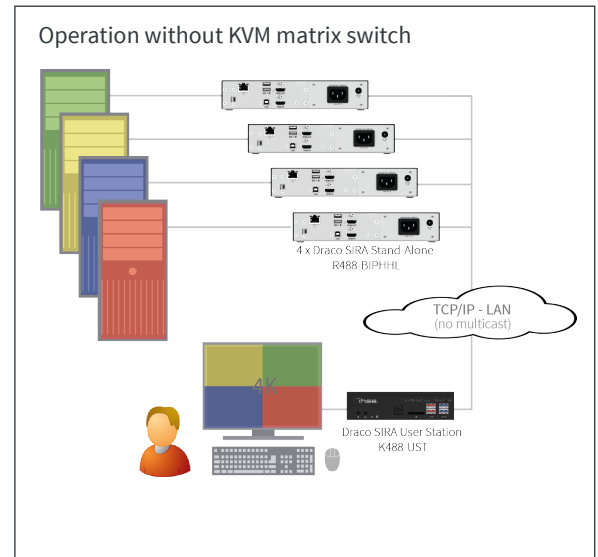 Operation without KVM matrix switch
4 x Draco SIRA Stand-Alone
R488-BIPHHL
TCP/IP - LAN
(no multicast)
4K
ihse.
Draco SIRA User Station
K488-UST